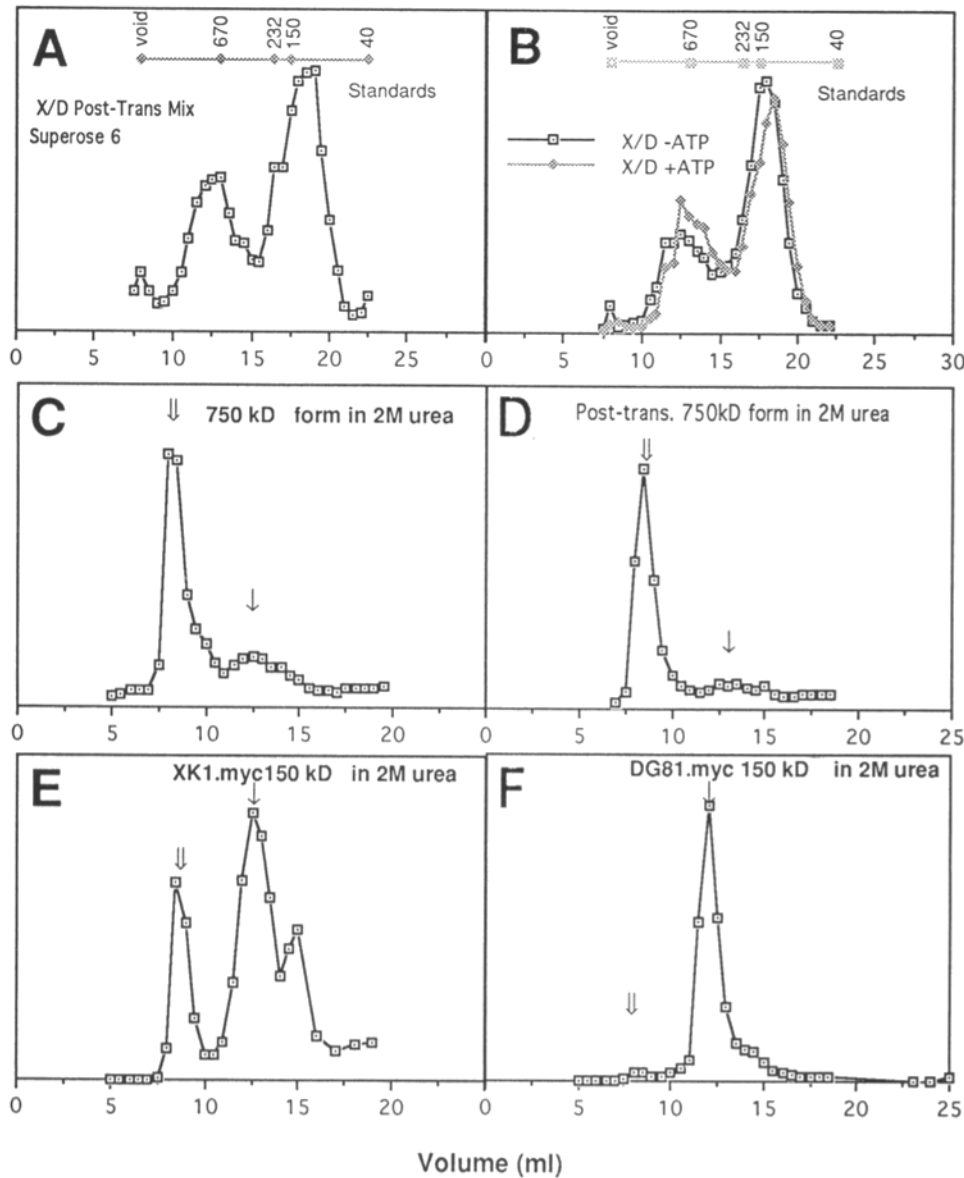 A
void 670 232 150 40
Standards
X/D Post-Trans Mix
Superose 6
0 5 10 15 20 25
B
void 670 232 150 40
Standards
X/D -ATP
X/D +ATP
0 5 10 15 20 25 30
C
750 kD form in 2M urea
0 5 10 15 20
D
Post-trans. 750kD form in 2M urea
0 5 10 15 20 25
E
XK1.myc150 kD in 2M urea
0 5 10 15 20
F
DG81.myc 150 kD in 2M urea
0 5 10 15 20 25
Volume (ml)